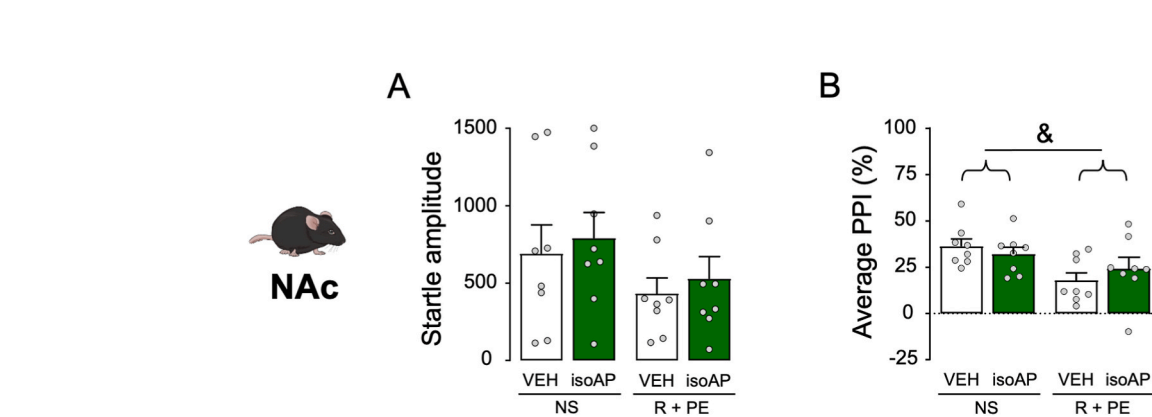 A
B
NAc
Startle amplitude
1500
1000
500
0
VEH isoAP VEH isoAP
NS R + PE
Average PPI (%)
100
75
50
25
0
-25
&
VEH isoAP VEH isoAP
NS R + PE